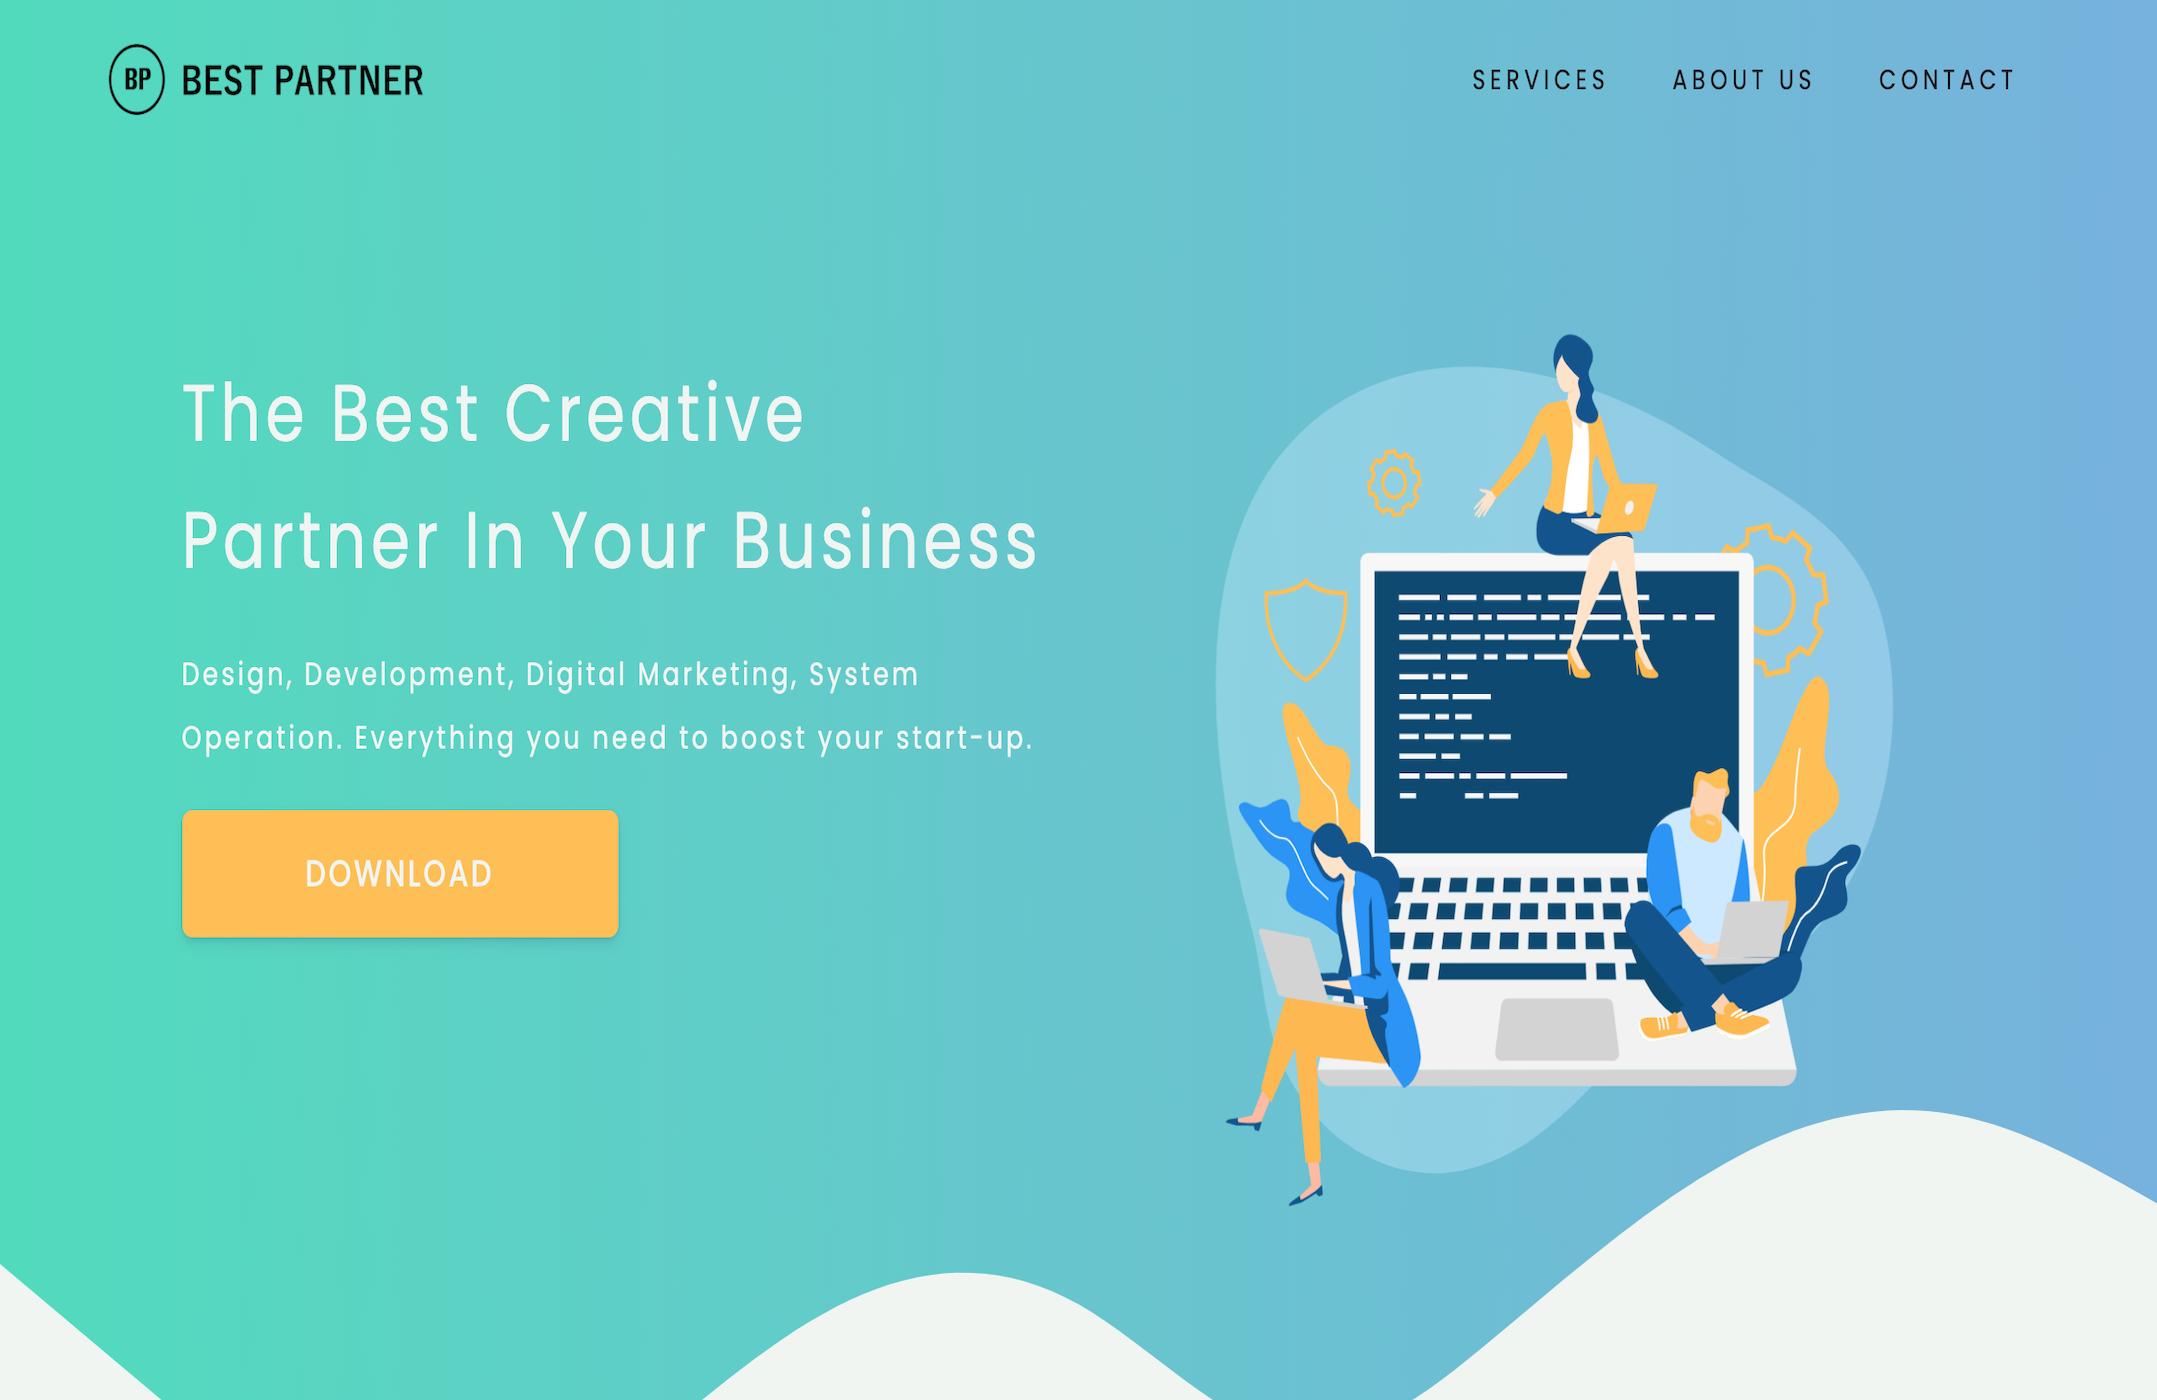 BP BEST PARTNER
SERVICES ABOUT US CONTACT
The Best Creative
Partner In Your Business
Design, Development, Digital Marketing, System
Operation. Everything you need to boost your start-up.
DOWNLOAD